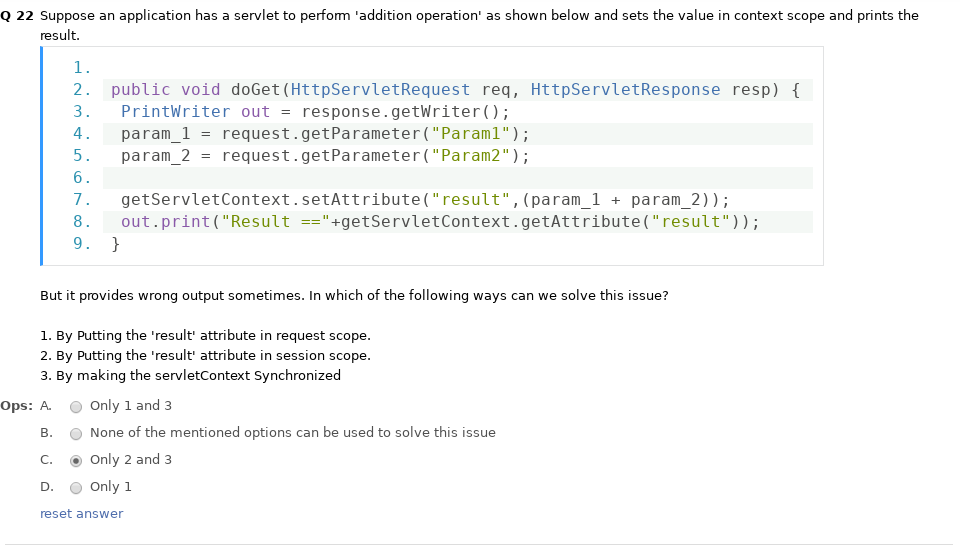 Q 22 Suppose an application has a servlet to perform 'addition operation' as shown below and sets the value in context scope and prints the
result.
1.
2. public void doGet(HttpServletRequest req, HttpServletResponse resp) {
3. PrintWriter out = response.getWriter();
4. param_1 = request.getParameter("Param1");
5. param_2 = request.getParameter("Param2");
6.
7. getServletContext.setAttribute("result",(param_1 + param_2));
8. out.print("Result =="+getServletContext.getAttribute("result"));
9. }
But it provides wrong output sometimes. In which of the following ways can we solve this issue?
1. By Putting the 'result' attribute in request scope.
2. By Putting the 'result' attribute in session scope.
3. By making the servletContext Synchronized
Ops: A. Only 1 and 3
B. None of the mentioned options can be used to solve this issue
C. Only 2 and 3
D. Only 1
reset answer